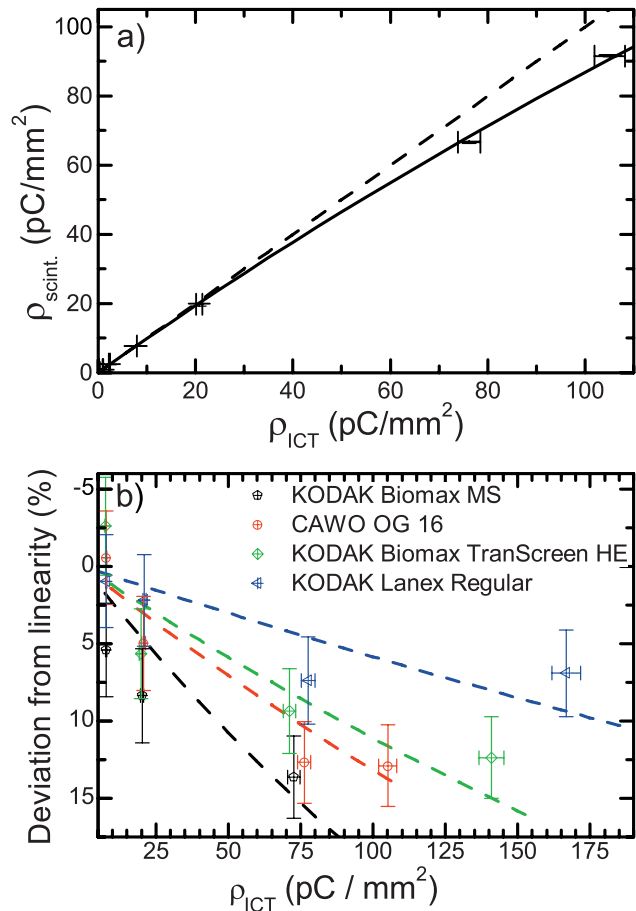 a)
100
80
60
40
20
0
ρscint. (pC/mm²)
0 20 40 60 80 100
ρICT (pC/mm²)
b)
-5
0
5
10
15
Deviation from linearity (%)
KODAK Biomax MS
CAWO OG 16
KODAK Biomax TranScreen HE
KODAK Lanex Regular
25 50 75 100 125 150 175
ρICT (pC / mm²)